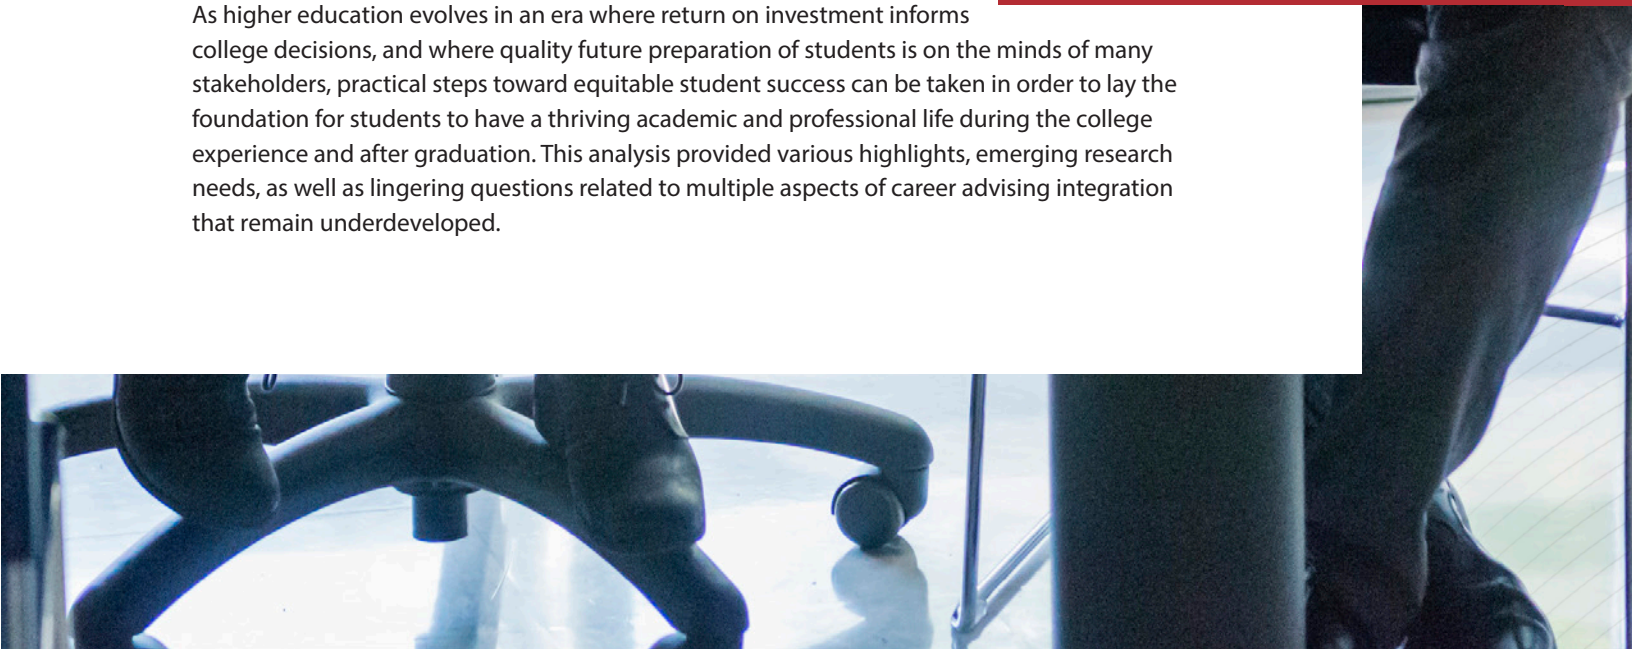 As higher education evolves in an era where return on investment informs
college decisions, and where quality future preparation of students is on the minds of many
stakeholders, practical steps toward equitable student success can be taken in order to lay the
foundation for students to have a thriving academic and professional life during the college
experience and after graduation. This analysis provided various highlights, emerging research
needs, as well as lingering questions related to multiple aspects of career advising integration
that remain underdeveloped.